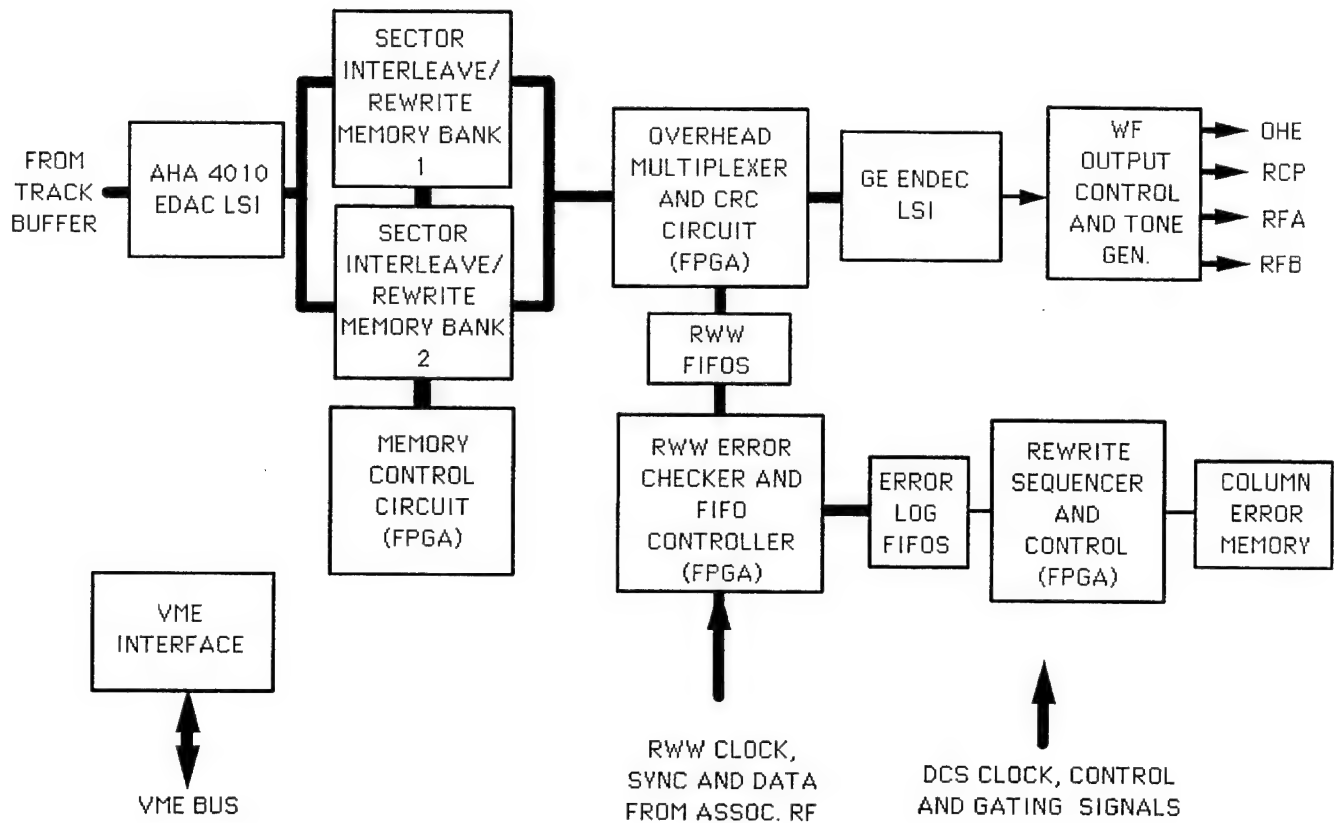 FROM
TRACK
BUFFER
AHA 4010
EDAC LSI
SECTOR
INTERLEAVE/
REWRITE
MEMORY BANK
1
SECTOR
INTERLEAVE/
REWRITE
MEMORY BANK
2
MEMORY
CONTROL
CIRCUIT
(FPGA)
OVERHEAD
MULTIPLEXER
AND CRC
CIRCUIT
(FPGA)
GE ENDEC
LSI
WF
OUTPUT
CONTROL
AND TONE
GEN.
OHE
RCP
RFA
RFB
RWW
FIFOS
RWW ERROR
CHECKER AND
FIFO
CONTROLLER
(FPGA)
ERROR
LOG
FIFOS
REWRITE
SEQUENCER
AND
CONTROL
(FPGA)
COLUMN
ERROR
MEMORY
VME
INTERFACE
VME BUS
RWW CLOCK,
SYNC AND DATA
FROM ASSOC. RF
DCS CLOCK, CONTROL
AND GATING SIGNALS